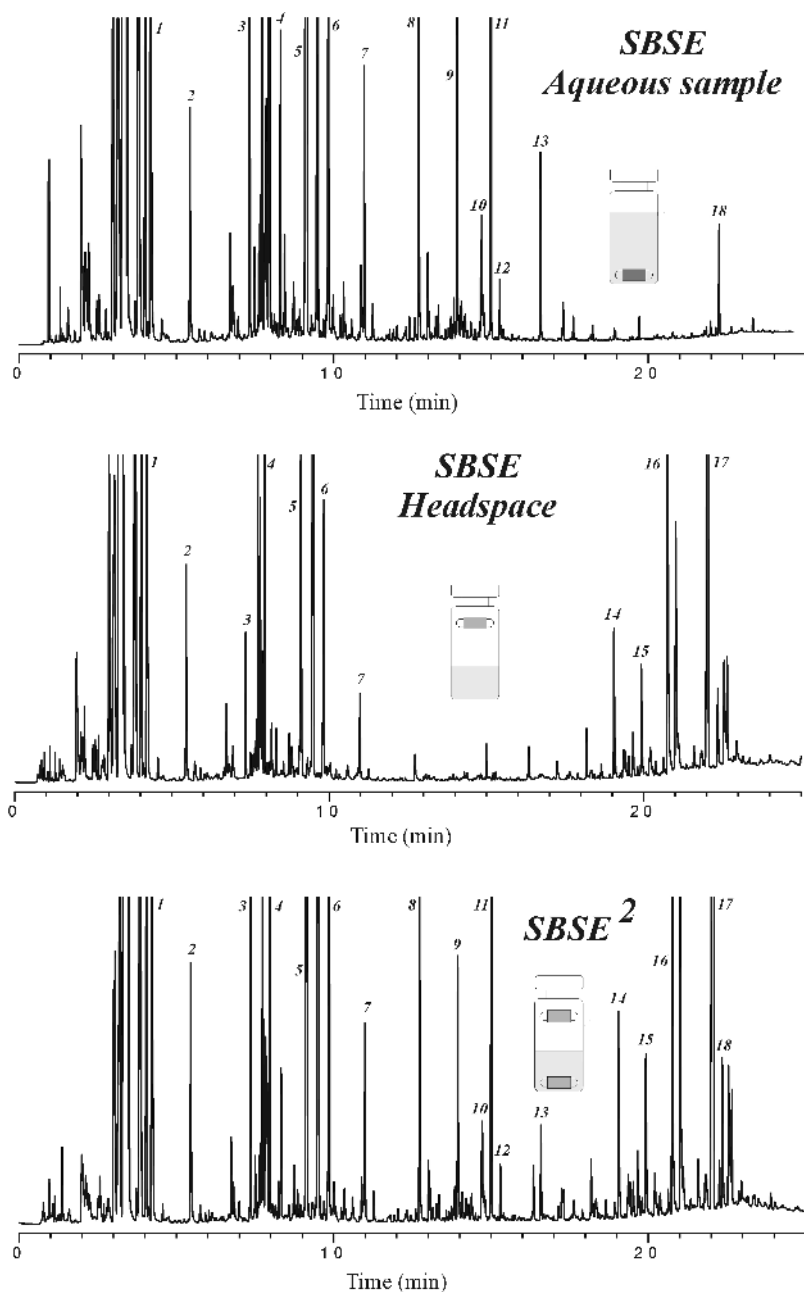 1 3 4 5 6 8 11
SBSE
Aqueous sample
2 7 9 10 12 13 18
0 10 20
Time (min)
1 4 5 6 16 17
SBSE
Headspace
2 3 7 14 15
0 10 20
Time (min)
1 3 4 5 6 8 11 16 17
SBSE 2
2 7 9 10 12 13 14 15 18
0 10 20
Time (min)